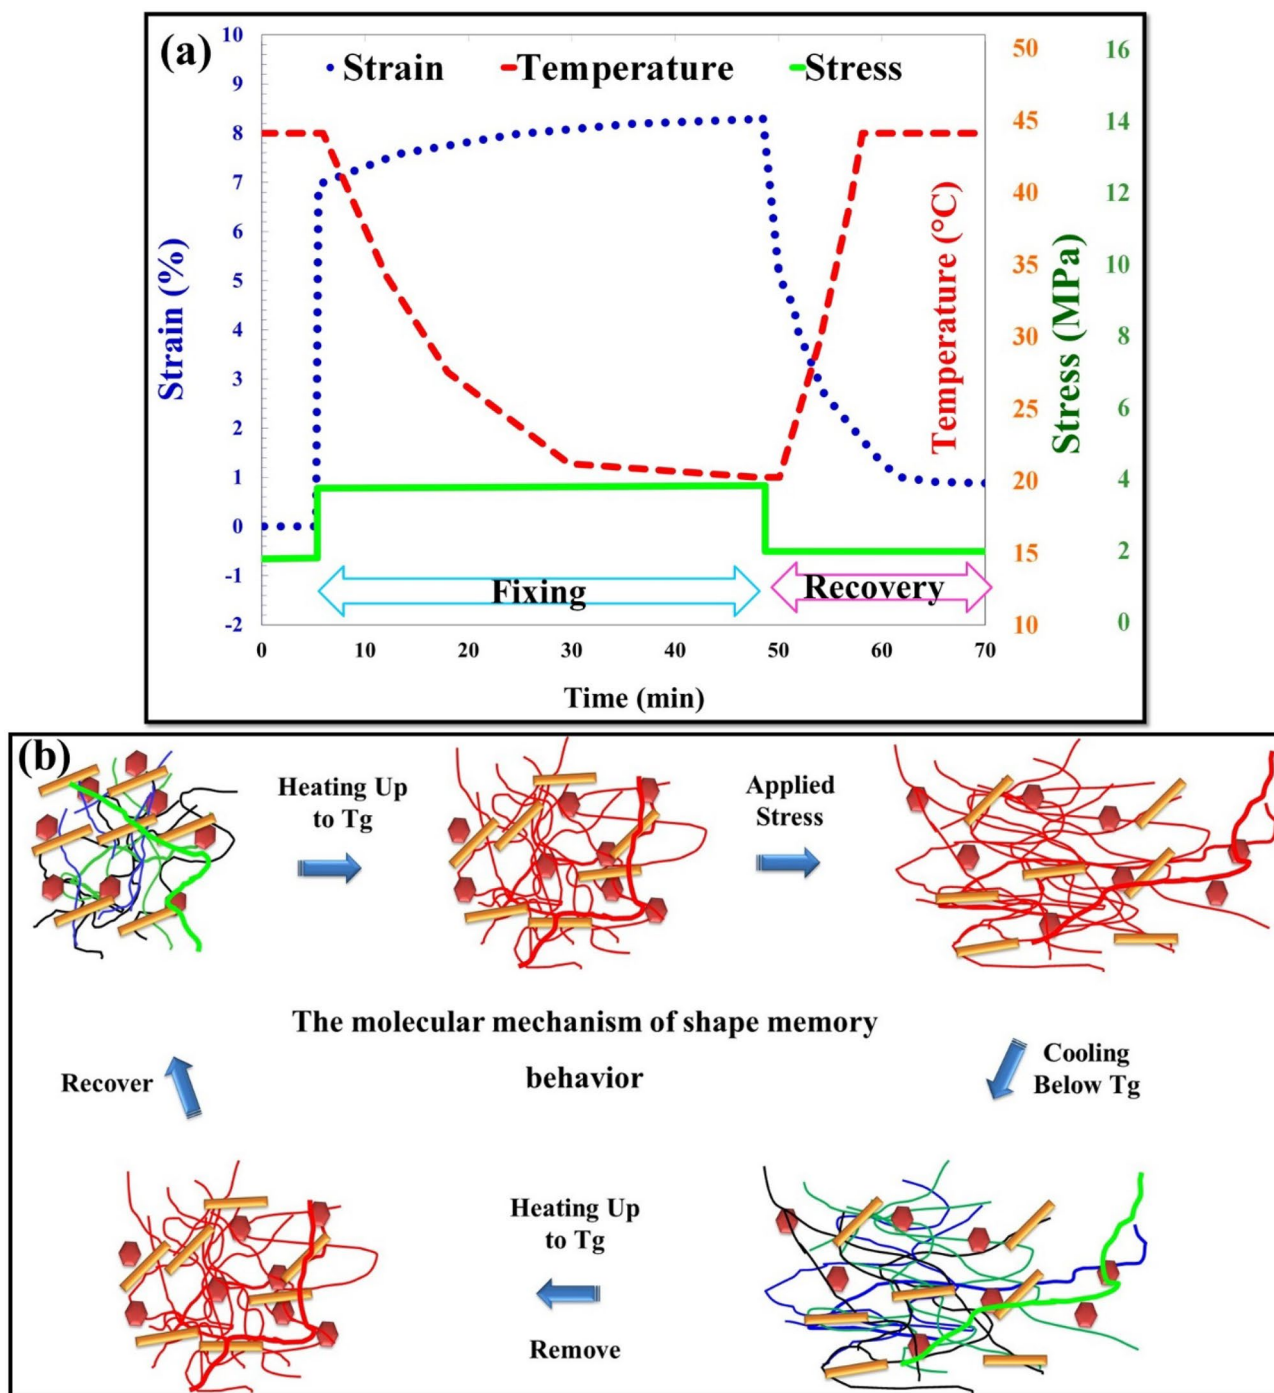 (a)
Strain Temperature Stress
10
9
8
7
6
5
4
3
2
1
0
-1
-2
Strain (%)
50
45
40
35
30
25
20
15
10
Temperature (°C)
16
14
12
10
8
6
4
2
0
Stress (MPa)
Fixing
Recovery
0 10 20 30 40 50 60 70
Time (min)
(b)
Heating Up
to Tg
Applied
Stress
The molecular mechanism of shape memory
behavior
Recover
Cooling
Below Tg
Heating Up
to Tg
Remove